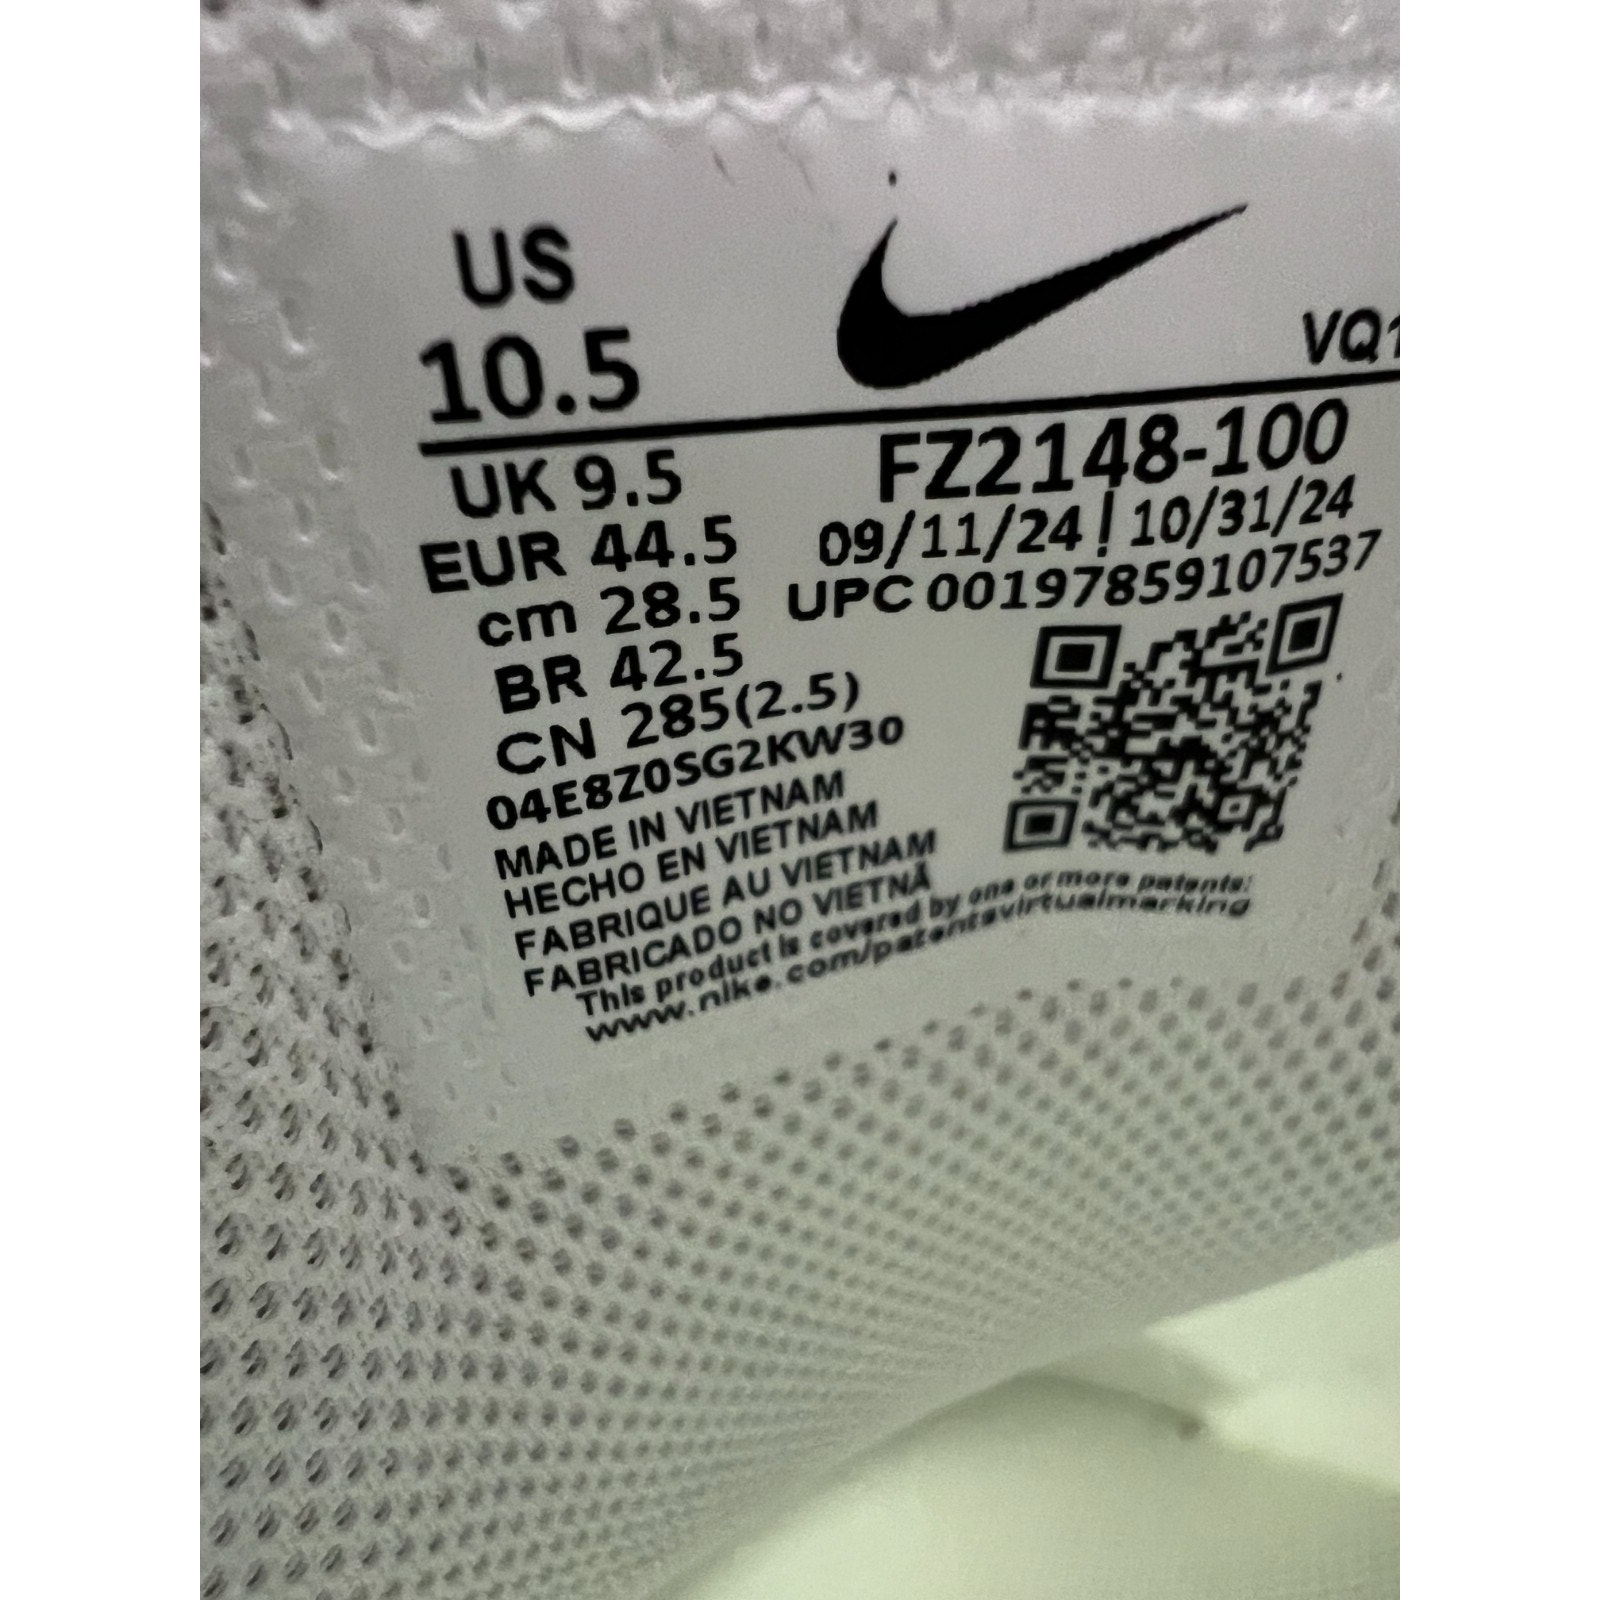 US
10.5
VQ1
UK 9.5
FZ2148-100
EUR 44.5
09/11/24 | 10/31/24
cm 28.5
UPC 00197859107537
BR 42.5
CN 285(2.5)
04E8Z0SG2KW30
MADE IN VIETNAM
HECHO EN VIETNAM
FABRIQUE AU VIETNAM
FABRICADO NO VIETNÃ
This product is covered by one or more patents:
www.nike.com/patentsvirtualmarking